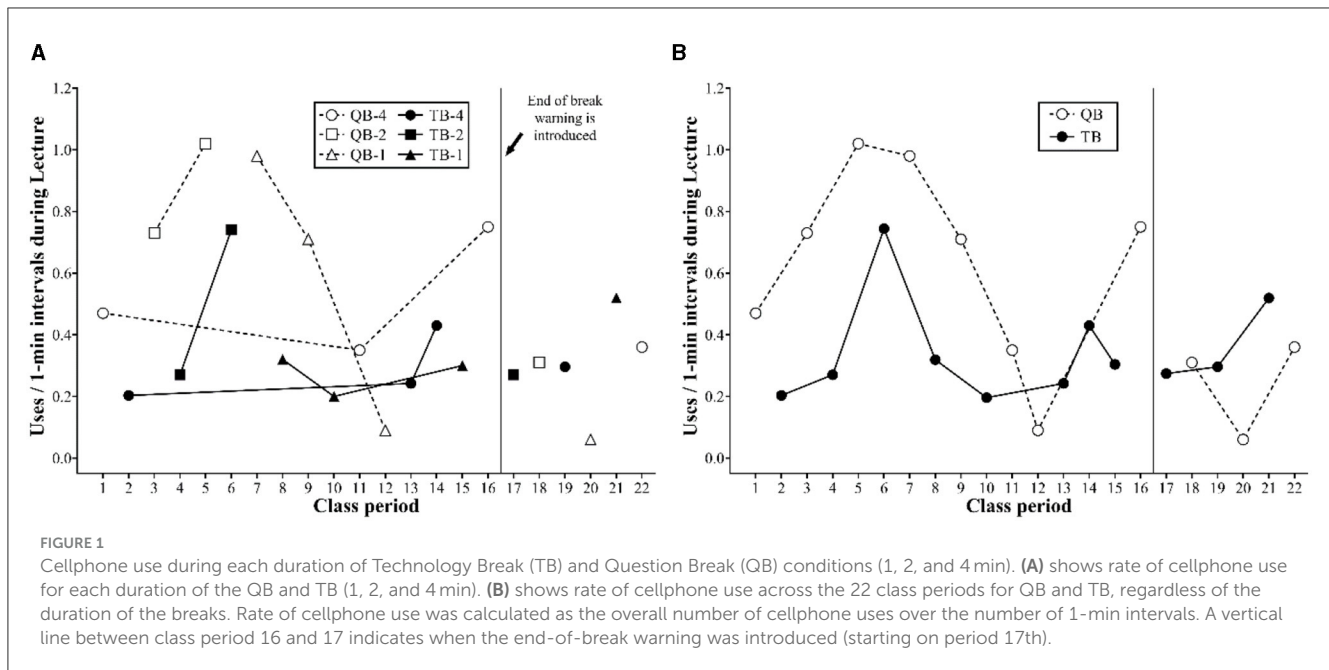 A
B
1.2
1.0
0.8
0.6
0.4
0.2
0.0
Uses / 1-min intervals during Lecture
QB-4 TB-4
QB-2 TB-2
QB-1 TB-1
End of break
warning is
introduced
1 2 3 4 5 6 7 8 9 10 11 12 13 14 15 16 17 18 19 20 21 22
Class period
1.2
1.0
0.8
0.6
0.4
0.2
0.0
Uses / 1-min intervals during Lecture
QB
TB
1 2 3 4 5 6 7 8 9 10 11 12 13 14 15 16 17 18 19 20 21 22
Class period
FIGURE 1
Cellphone use during each duration of Technology Break (TB) and Question Break (QB) conditions (1, 2, and 4 min). (A) shows rate of cellphone use
for each duration of the QB and TB (1, 2, and 4 min). (B) shows rate of cellphone use across the 22 class periods for QB and TB, regardless of the
duration of the breaks. Rate of cellphone use was calculated as the overall number of cellphone uses over the number of 1-min intervals. A vertical
line between class period 16 and 17 indicates when the end-of-break warning was introduced (starting on period 17th).